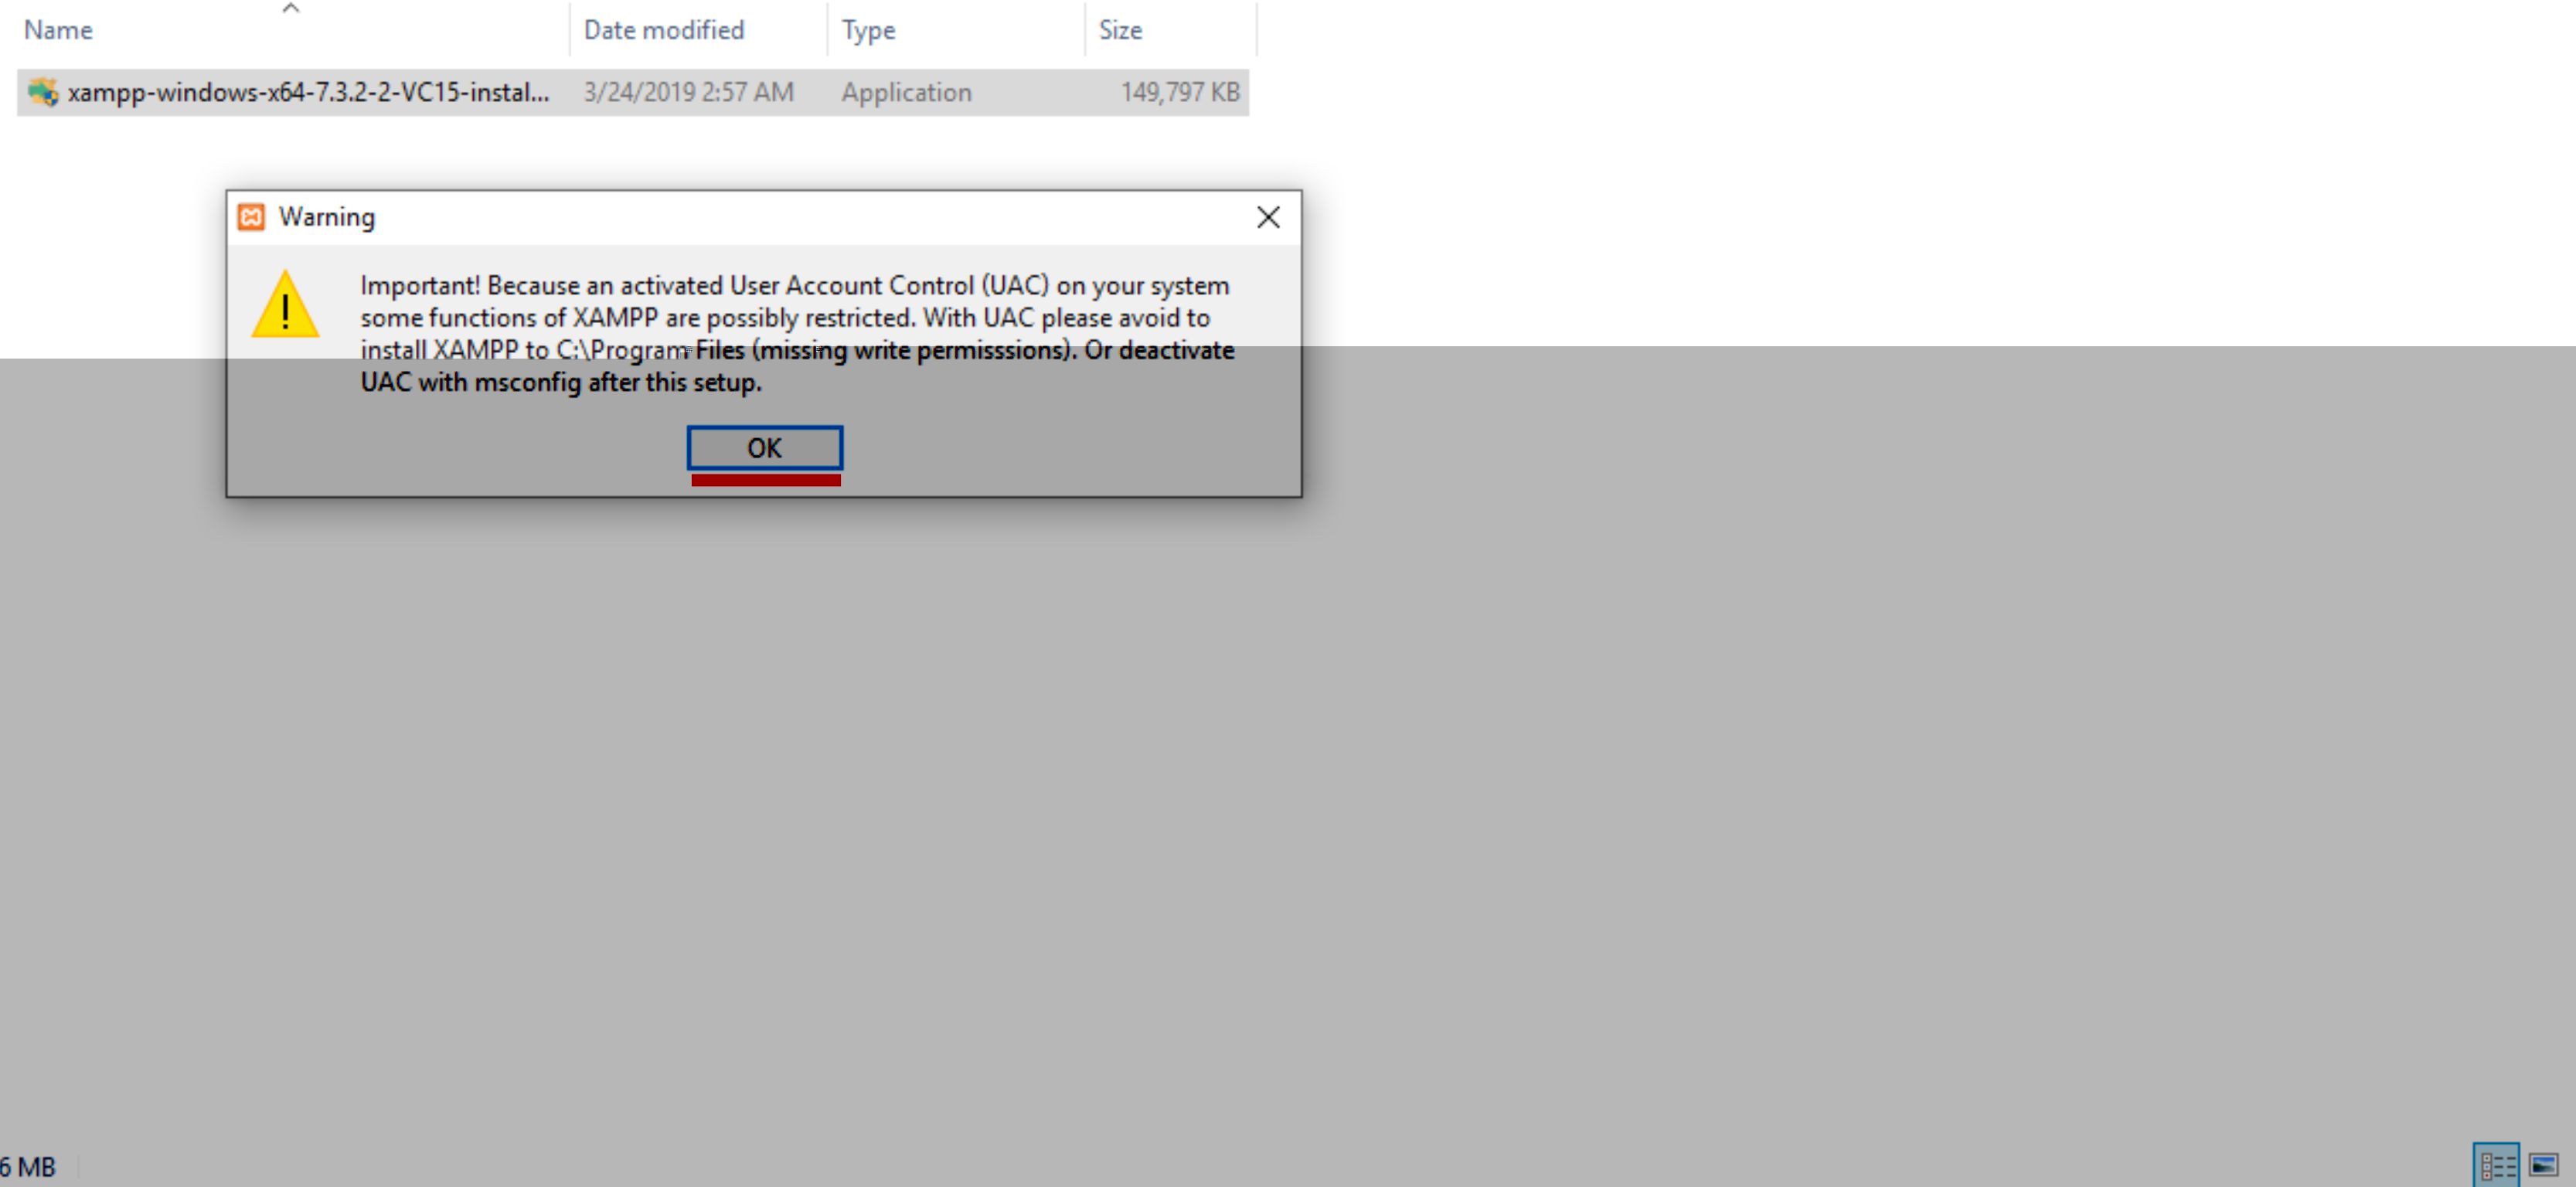 Name Date modified Type Size
xampp-windows-x64-7.3.2-2-VC15-instal... 3/24/2019 2:57 AM Application 149,797 KB
Warning
Important! Because an activated User Account Control (UAC) on your system
some functions of XAMPP are possibly restricted. With UAC please avoid to
install XAMPP to C:\Program Files (missing write permisssions). Or deactivate
UAC with msconfig after this setup.
OK
6 MB